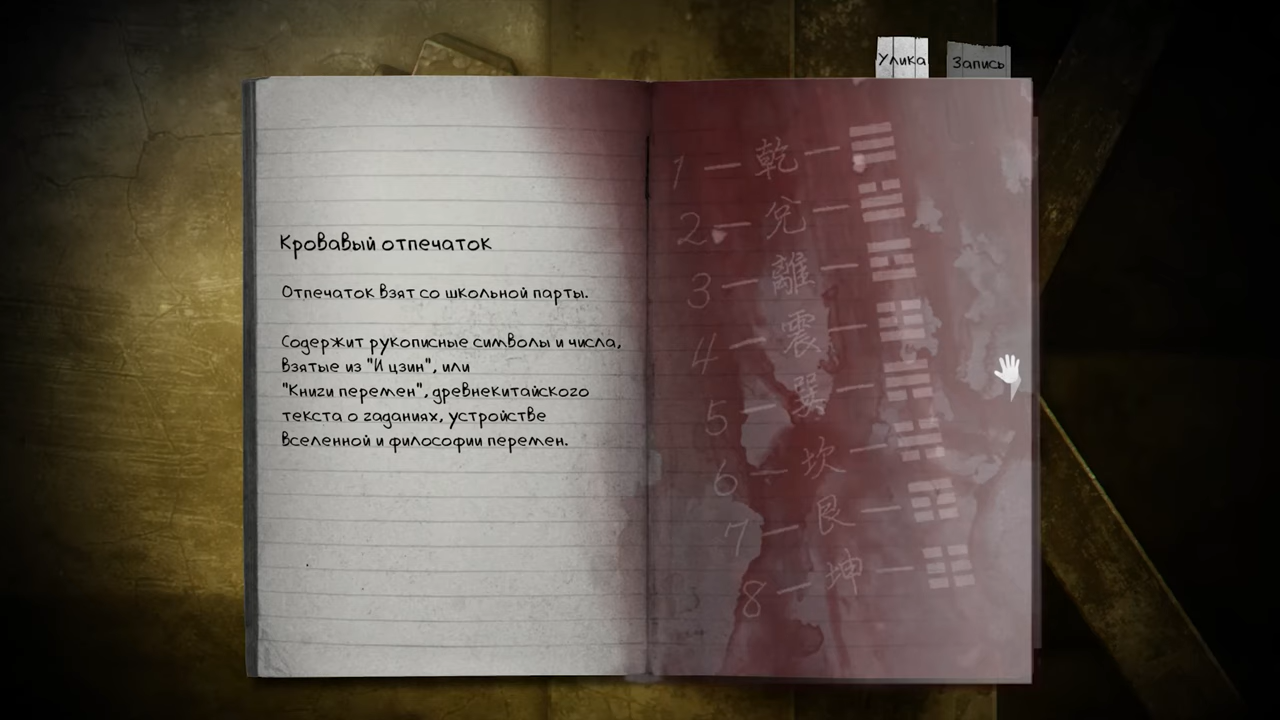 Улика
Запись
Кровавый отпечаток
Отпечаток взят со школьной парты.
Содержит рукописные символы и числа,
взятые из "И цзин", или
"Книги перемен", древнекитайского
текста о гаданиях, устройстве
вселенной и философии перемен.
1 — 乾 — ☰
2 — 兌 — ☱
3 — 離 — ☲
4 — 震 — ☳
5 — 巽 — ☴
6 — 坎 — ☵
7 — 艮 — ☶
8 — 坤 — ☷